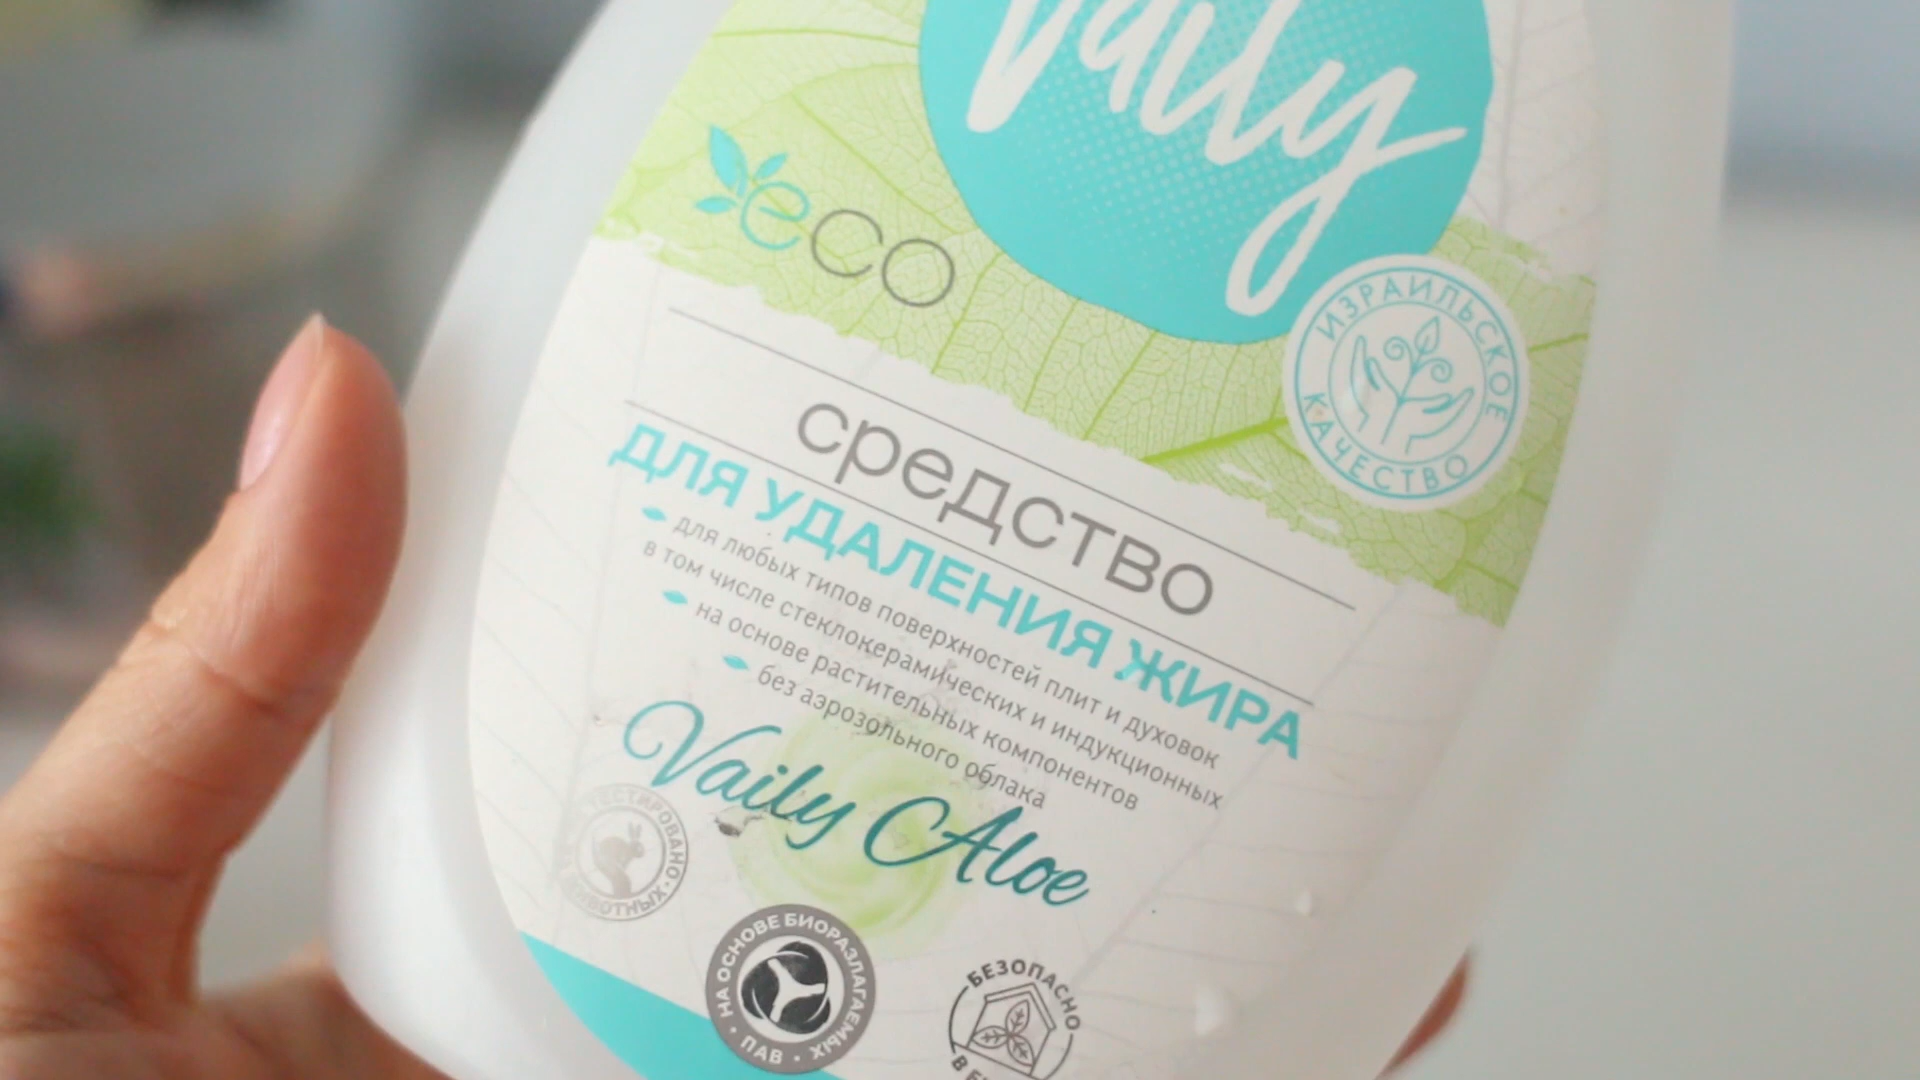 Vaily
eco
ИЗРАИЛЬСКОЕ КАЧЕСТВО
средство
ДЛЯ УДАЛЕНИЯ ЖИРА
для любых типов поверхностей плит и духовок
в том числе стеклокерамических и индукционных
на основе растительных компонентов
без аэрозольного облака
Vaily Aloe
ТЕСТИРОВАНО ЖИВОТНЫХ
НА ОСНОВЕ БИОРАЗЛАГАЕМЫХ ПАВ
БЕЗОПАСНО